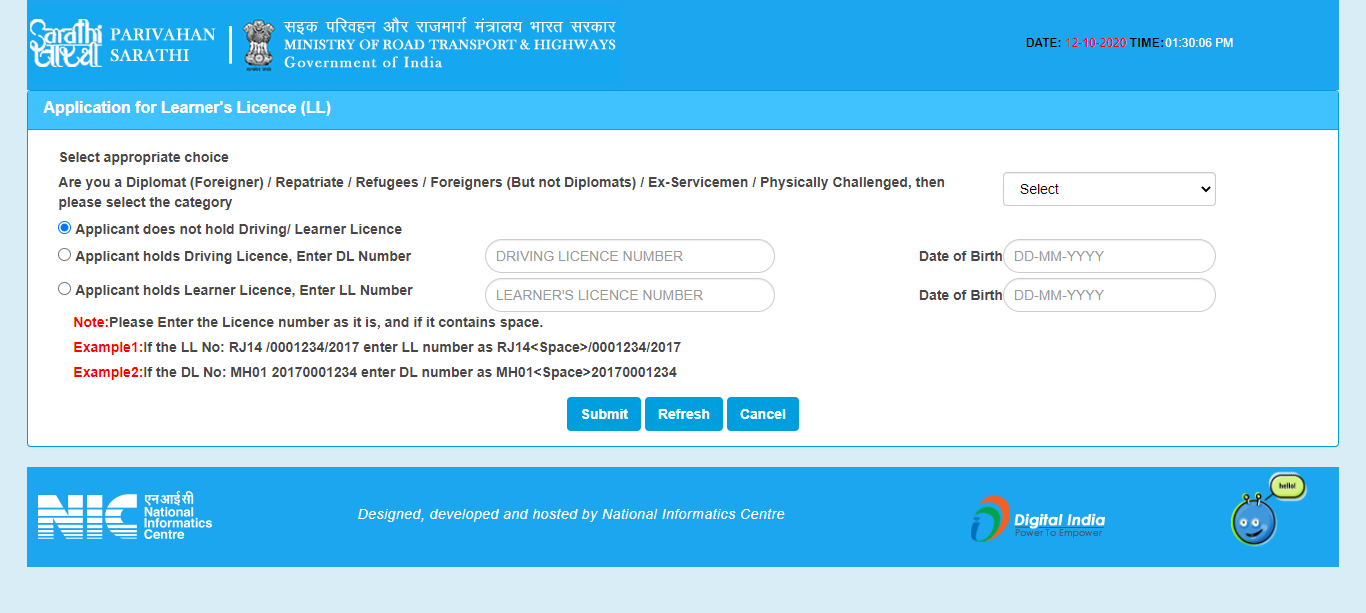 Sarathi
सारथी
PARIVAHAN
SARATHI
सड़क परिवहन और राजमार्ग मंत्रालय भारत सरकार
MINISTRY OF ROAD TRANSPORT & HIGHWAYS
Government of India
DATE: 12-10-2020 TIME:01:30:06 PM
Application for Learner's Licence (LL)
Select appropriate choice
Are you a Diplomat (Foreigner) / Repatriate / Refugees / Foreigners (But not Diplomats) / Ex-Servicemen / Physically Challenged, then
please select the category
Select
Applicant does not hold Driving/ Learner Licence
Applicant holds Driving Licence, Enter DL Number DRIVING LICENCE NUMBER Date of Birth DD-MM-YYYY
Applicant holds Learner Licence, Enter LL Number LEARNER'S LICENCE NUMBER Date of Birth DD-MM-YYYY
Note:Please Enter the Licence number as it is, and if it contains space.
Example1:If the LL No: RJ14 /0001234/2017 enter LL number as RJ14<Space>/0001234/2017
Example2:If the DL No: MH01 20170001234 enter DL number as MH01<Space>20170001234
Submit Refresh Cancel
NIC
एन आई सी
National
Informatics
Centre
Designed, developed and hosted by National Informatics Centre
Digital India
Power To Empower
hello!